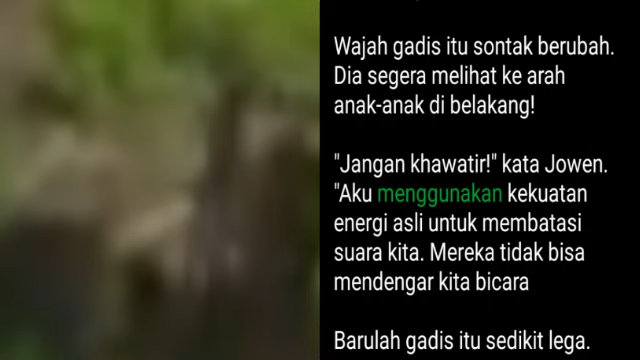 Wajah gadis itu sontak berubah.
Dia segera melihat ke arah
anak-anak di belakang!
"Jangan khawatir!" kata Jowen.
"Aku menggunakan kekuatan
energi asli untuk membatasi
suara kita. Mereka tidak bisa
mendengar kita bicara
Barulah gadis itu sedikit lega.